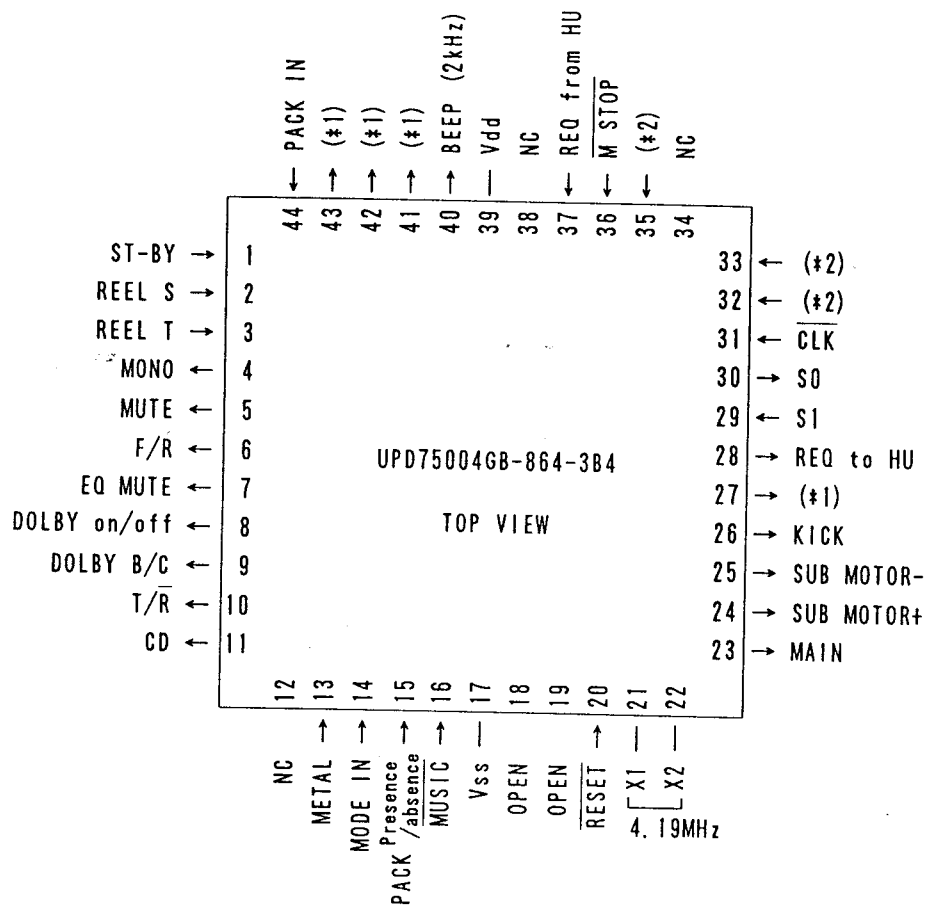 PACK IN
(*1)
(*1)
(*1)
BEEP (2kHz)
Vdd
NC
REQ from HU
M STOP
(*2)
NC
44 43 42 41 40 39 38 37 36 35 34
ST-BY → 1
REEL S → 2
REEL T → 3
MONO ← 4
MUTE ← 5
F/R ← 6
EQ MUTE ← 7
DOLBY on/off ← 8
DOLBY B/C ← 9
T/R̅ ← 10
CD ← 11
UPD75004GB-864-3B4
TOP VIEW
33 ← (*2)
32 ← (*2)
31 ← CLK
30 → SO
29 ← SI
28 → REQ to HU
27 → (*1)
26 → KICK
25 → SUB MOTOR-
24 → SUB MOTOR+
23 → MAIN
12 13 14 15 16 17 18 19 20 21 22
NC
METAL
MODE IN
PACK Presence
/absence
MUSIC
Vss
OPEN
OPEN
RESET
X1
X2
4.19MHz